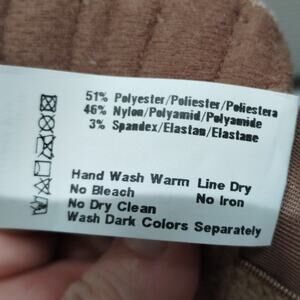 51% Polyester/Poliester/Poliestera
46% Nylon/Polyamid/Polyamide
3% Spandex/Elastan/Elastane
Hand Wash Warm Line Dry
No Bleach No Iron
No Dry Clean
Wash Dark Colors Separately